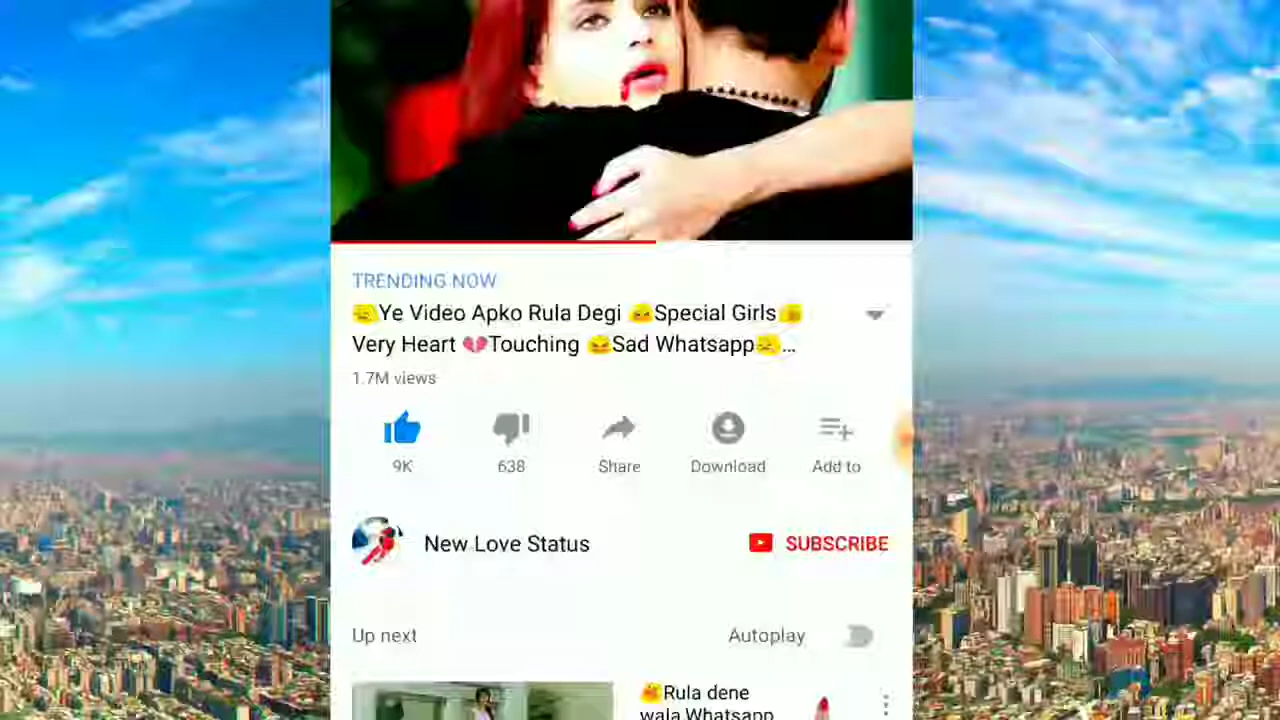 TRENDING NOW
😞Ye Video Apko Rula Degi 😖Special Girls😞
Very Heart 💔Touching 😖Sad Whatsapp😞...
1.7M views
9K 638 Share Download Add to
New Love Status SUBSCRIBE
Up next Autoplay
Rula dene
wala Whatsapp